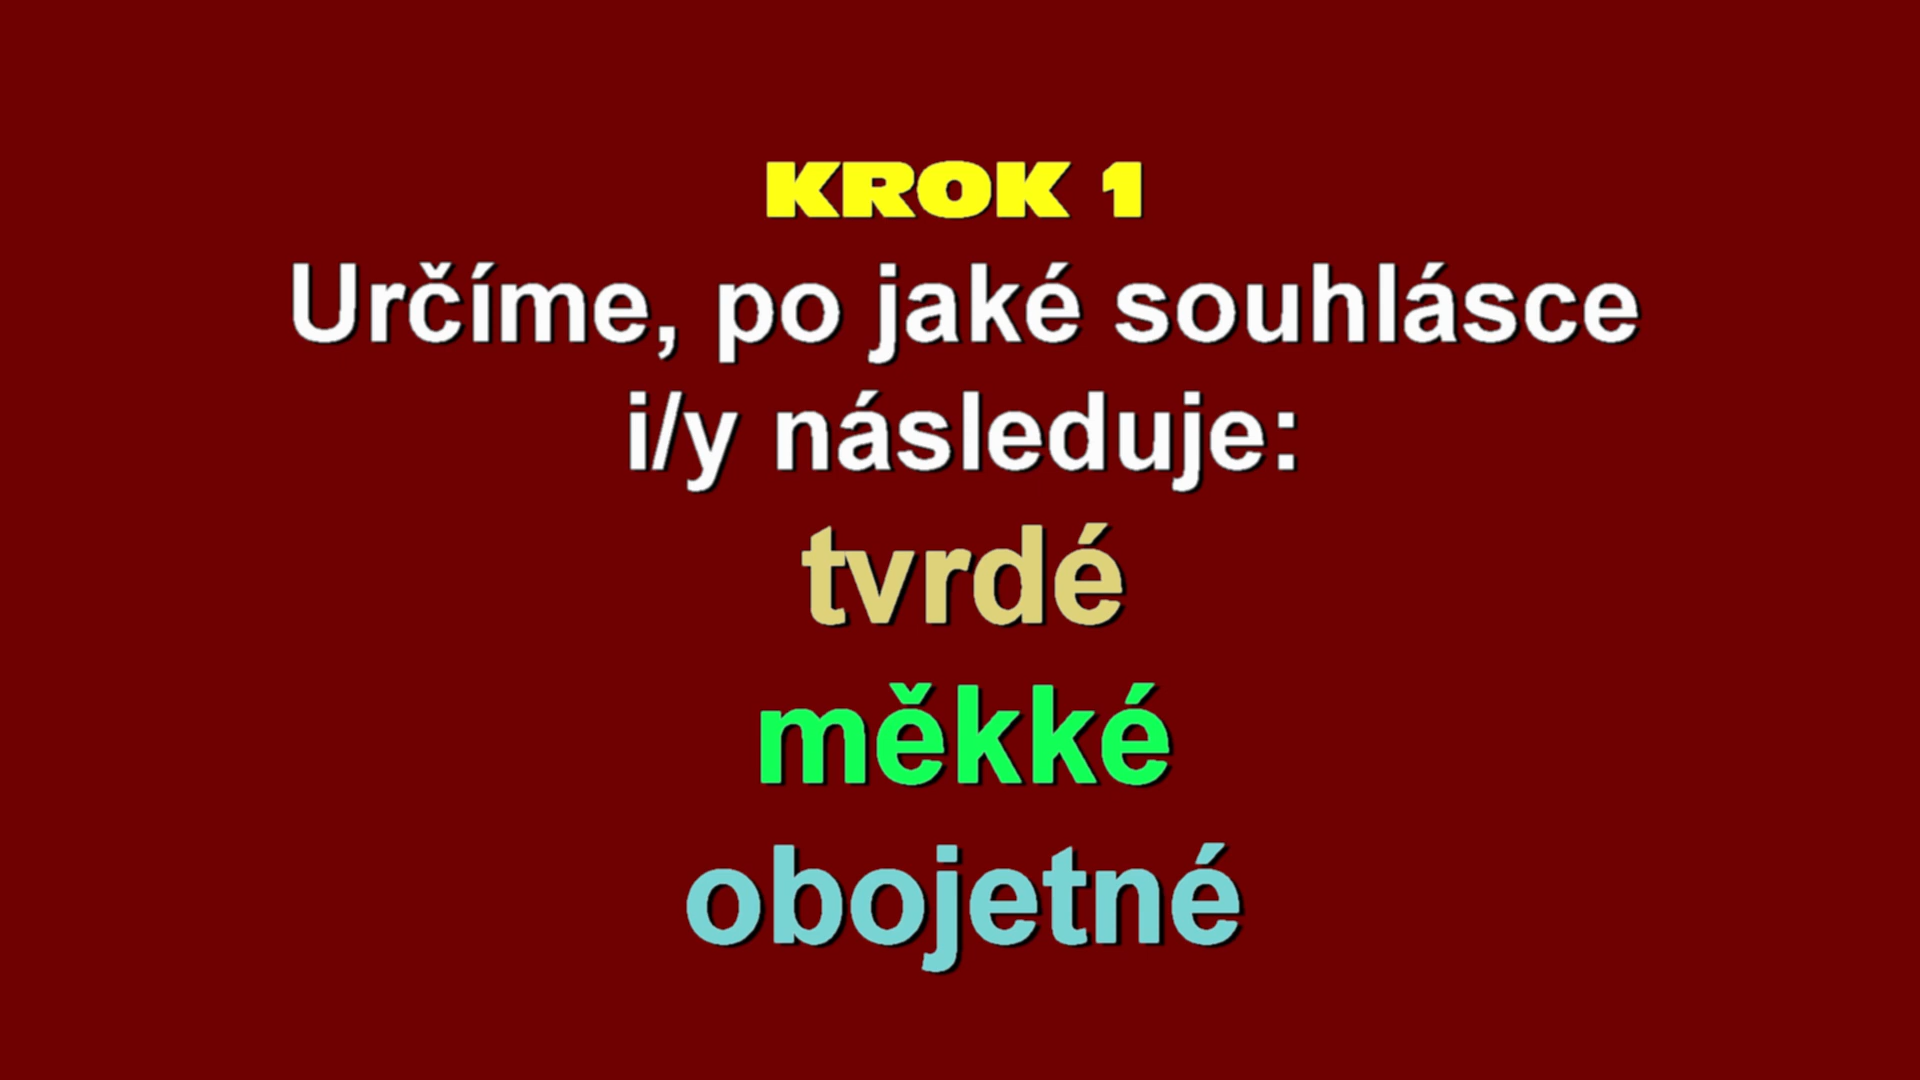 KROK 1
Určíme, po jaké souhlásce
i/y následuje:
tvrdé
měkké
obojetné